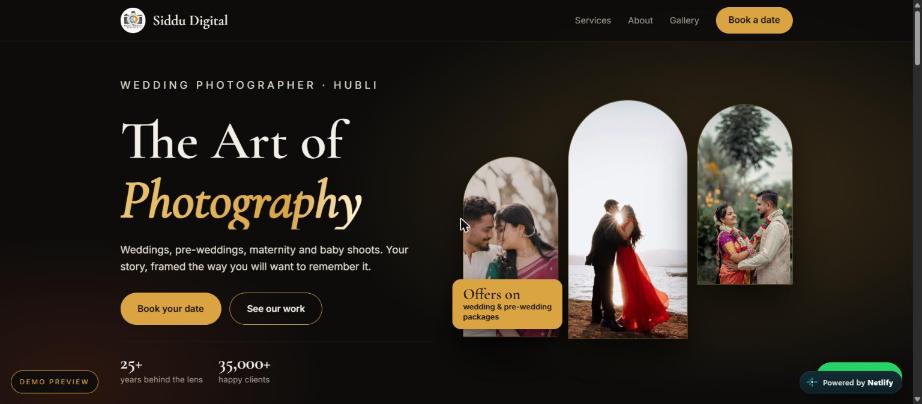 Siddu Digital
Services
About
Gallery
Book a date
WEDDING PHOTOGRAPHER · HUBLI
The Art of
Photography
Weddings, pre-weddings, maternity and baby shoots. Your
story, framed the way you will want to remember it.
Book your date
See our work
Offers on
wedding & pre-wedding
packages
25+
years behind the lens
35,000+
happy clients
DEMO PREVIEW
Powered by Netlify